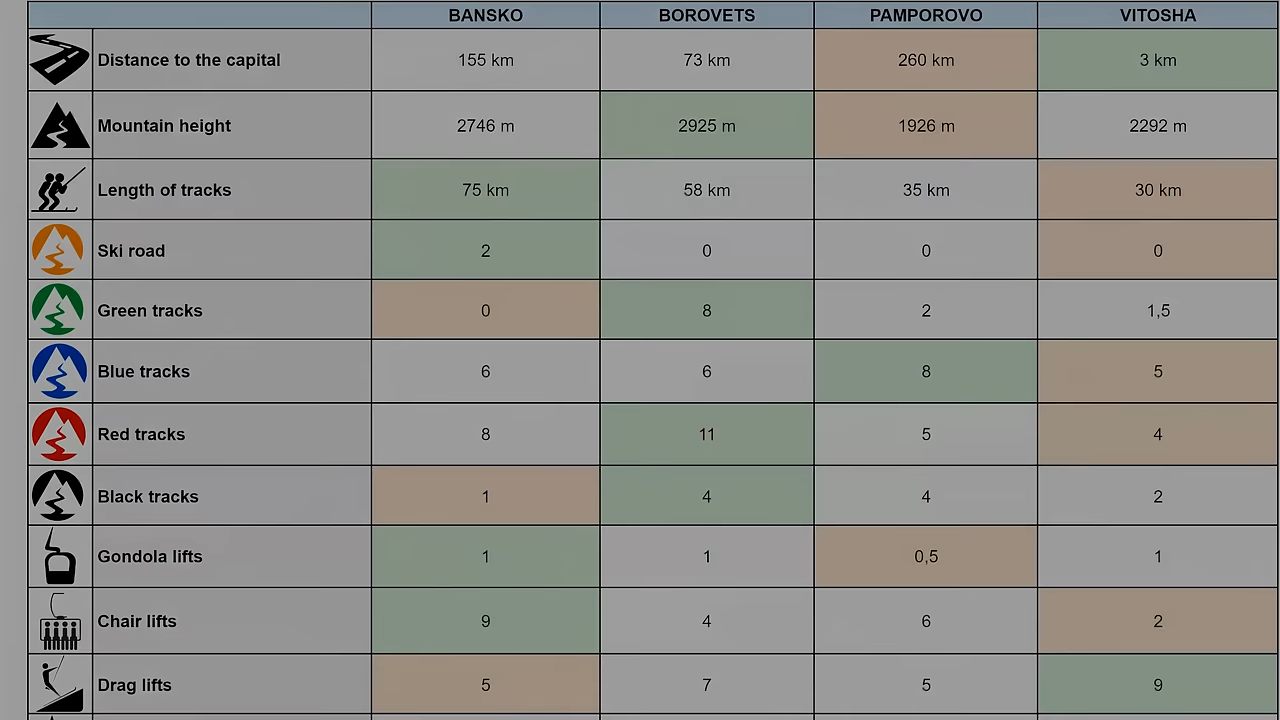 BANSKO BOROVETS PAMPOROVO VITOSHA
Distance to the capital 155 km 73 km 260 km 3 km
Mountain height 2746 m 2925 m 1926 m 2292 m
Length of tracks 75 km 58 km 35 km 30 km
Ski road 2 0 0 0
Green tracks 0 8 2 1,5
Blue tracks 6 6 8 5
Red tracks 8 11 5 4
Black tracks 1 4 4 2
Gondola lifts 1 1 0,5 1
Chair lifts 9 4 6 2
Drag lifts 5 7 5 9